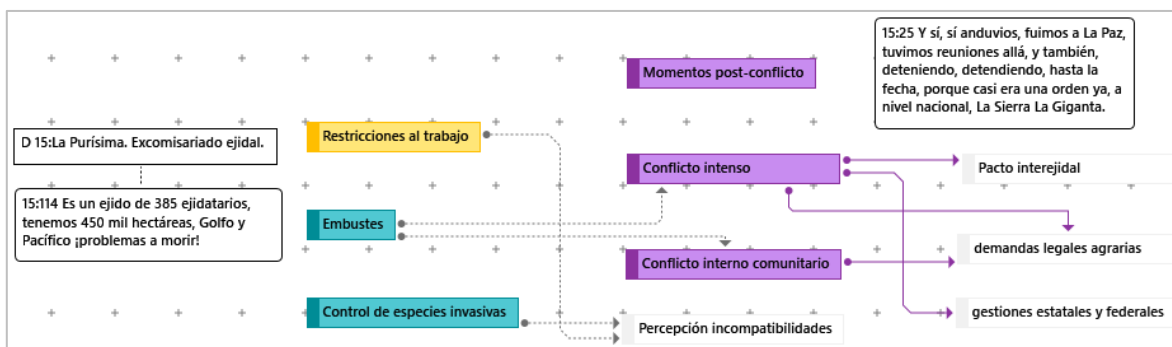 15:25 Y sí, sí anduvios, fuimos a La Paz,
tuvimos reuniones allá, y también,
deteniendo, detendiendo, hasta la
fecha, porque casi era una orden ya, a
nivel nacional, La Sierra La Giganta.
Momentos post-conflicto
D 15:La Purísima. Excomisariado ejidal.
Restricciones al trabajo
Conflicto intenso
Pacto interejidal
15:114 Es un ejido de 385 ejidatarios,
tenemos 450 mil hectáreas, Golfo y
Pacífico ¡problemas a morir!
Embustes
demandas legales agrarias
Conflicto interno comunitario
Control de especies invasivas
gestiones estatales y federales
Percepción incompatibilidades